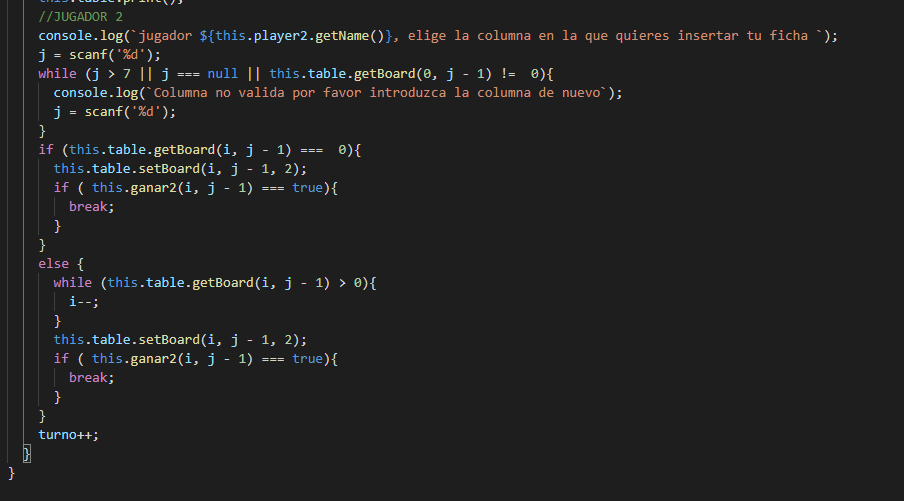 this.table.print();
//JUGADOR 2
console.log(`jugador ${this.player2.getName()}, elige la columna en la que quieres insertar tu ficha `);
j = scanf('%d');
while (j > 7 || j === null || this.table.getBoard(0, j - 1) !=  0){
  console.log(`Columna no valida por favor introduzca la columna de nuevo`);
  j = scanf('%d');
}
if (this.table.getBoard(i, j - 1) ===  0){
  this.table.setBoard(i, j - 1, 2);
  if ( this.ganar2(i, j - 1) === true){
    break;
  }
}
else {
  while (this.table.getBoard(i, j - 1) > 0){
    i--;
  }
  this.table.setBoard(i, j - 1, 2);
  if ( this.ganar2(i, j - 1) === true){
    break;
  }
}
turno++;
}
}